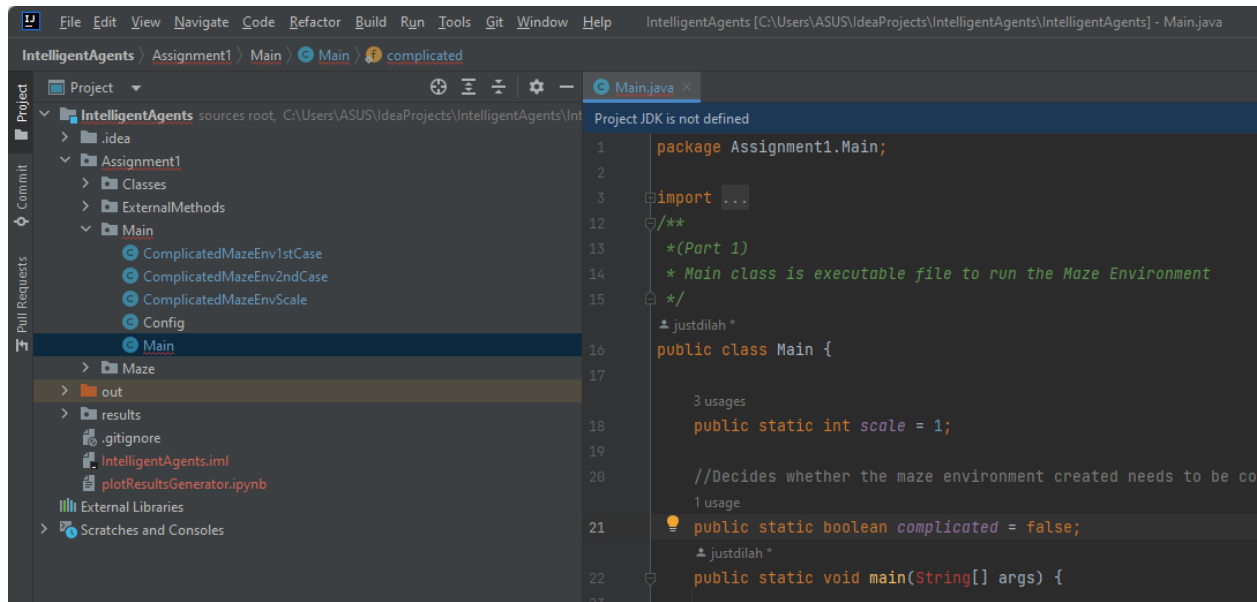 File Edit View Navigate Code Refactor Build Run Tools Git Window Help IntelligentAgents [C:\Users\ASUS\IdeaProjects\IntelligentAgents\IntelligentAgents] - Main.java
IntelligentAgents Assignment1 Main Main complicated
Project
Commit
Pull Requests
Project
IntelligentAgents sources root, C:\Users\ASUS\IdeaProjects\IntelligentAgents\Int
.idea
Assignment1
Classes
ExternalMethods
Main
ComplicatedMazeEnv1stCase
ComplicatedMazeEnv2ndCase
ComplicatedMazeEnvScale
Config
Main
Maze
out
results
.gitignore
IntelligentAgents.iml
plotResultsGenerator.ipynb
External Libraries
Scratches and Consoles
Main.java
Project JDK is not defined
1 package Assignment1.Main;
2
3 import ...
12 /**
13 *(Part 1)
14 * Main class is executable file to run the Maze Environment
15 */
justdilah *
16 public class Main {
17
3 usages
18 public static int scale = 1;
19
20 //Decides whether the maze environment created needs to be co
1 usage
21 public static boolean complicated = false;
justdilah *
22 public static void main(String[] args) {
23